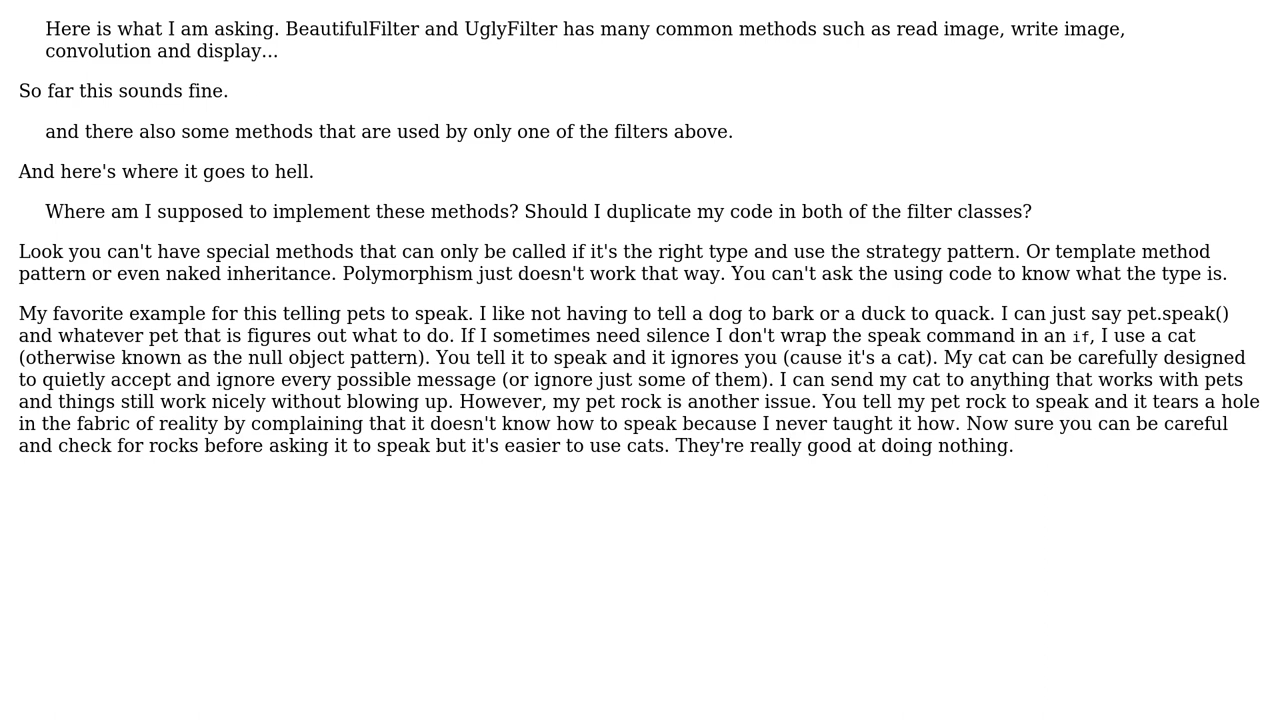 Here is what I am asking. BeautifulFilter and UglyFilter has many common methods such as read image, write image,
convolution and display...
So far this sounds fine.
and there also some methods that are used by only one of the filters above.
And here's where it goes to hell.
Where am I supposed to implement these methods? Should I duplicate my code in both of the filter classes?
Look you can't have special methods that can only be called if it's the right type and use the strategy pattern. Or template method
pattern or even naked inheritance. Polymorphism just doesn't work that way. You can't ask the using code to know what the type is.
My favorite example for this telling pets to speak. I like not having to tell a dog to bark or a duck to quack. I can just say pet.speak()
and whatever pet that is figures out what to do. If I sometimes need silence I don't wrap the speak command in an if, I use a cat
(otherwise known as the null object pattern). You tell it to speak and it ignores you (cause it's a cat). My cat can be carefully designed
to quietly accept and ignore every possible message (or ignore just some of them). I can send my cat to anything that works with pets
and things still work nicely without blowing up. However, my pet rock is another issue. You tell my pet rock to speak and it tears a hole
in the fabric of reality by complaining that it doesn't know how to speak because I never taught it how. Now sure you can be careful
and check for rocks before asking it to speak but it's easier to use cats. They're really good at doing nothing.